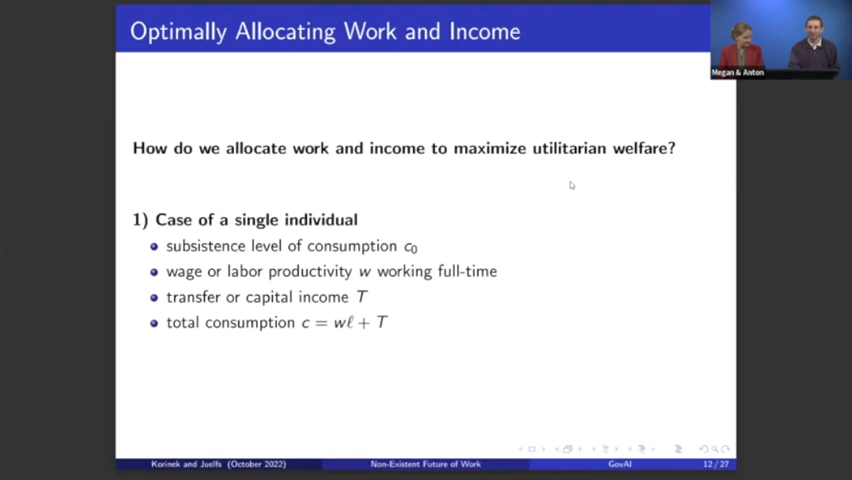 Optimally Allocating Work and Income
Megan & Anton
How do we allocate work and income to maximize utilitarian welfare?
1) Case of a single individual
subsistence level of consumption c₀
wage or labor productivity w working full-time
transfer or capital income T
total consumption c = wℓ + T
Korinek and Juelfs (October 2022) Non-Existent Future of Work GovAI 12 / 27